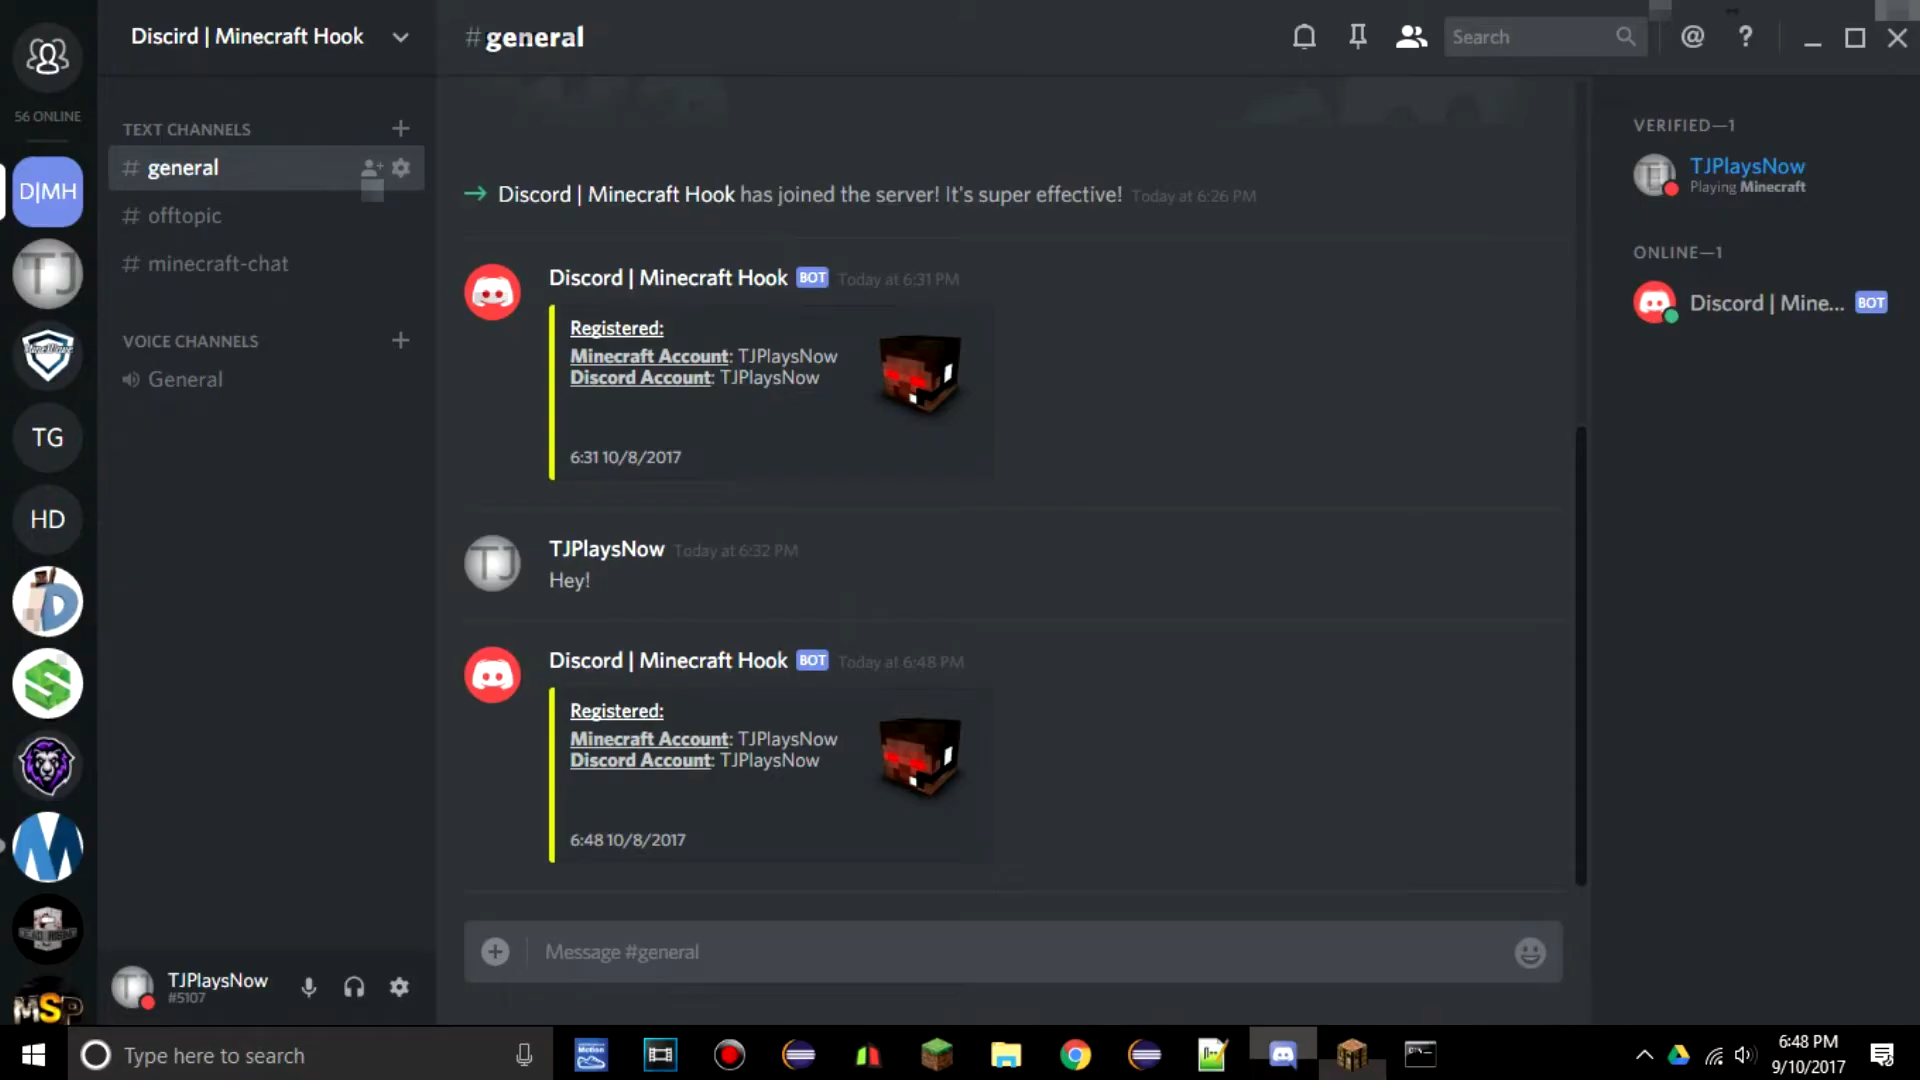 Discird | Minecraft Hook
#general
Search
@
?
56 ONLINE
D|MH
TJ
TG
HD
D
S
M
MSP
TEXT CHANNELS
# general
# offtopic
# minecraft-chat
VOICE CHANNELS
General
Discord | Minecraft Hook has joined the server! It's super effective! Today at 6:26 PM
Discord | Minecraft Hook BOT Today at 6:31 PM
Registered:
Minecraft Account: TJPlaysNow
Discord Account: TJPlaysNow
6:31 10/8/2017
TJ
TJPlaysNow Today at 6:32 PM
Hey!
Discord | Minecraft Hook BOT Today at 6:48 PM
Registered:
Minecraft Account: TJPlaysNow
Discord Account: TJPlaysNow
6:48 10/8/2017
Message #general
VERIFIED—1
TJPlaysNow
Playing Minecraft
ONLINE—1
Discord | Mine... BOT
TJ
TJPlaysNow
#5107
Type here to search
Motion
6:48 PM
9/10/2017